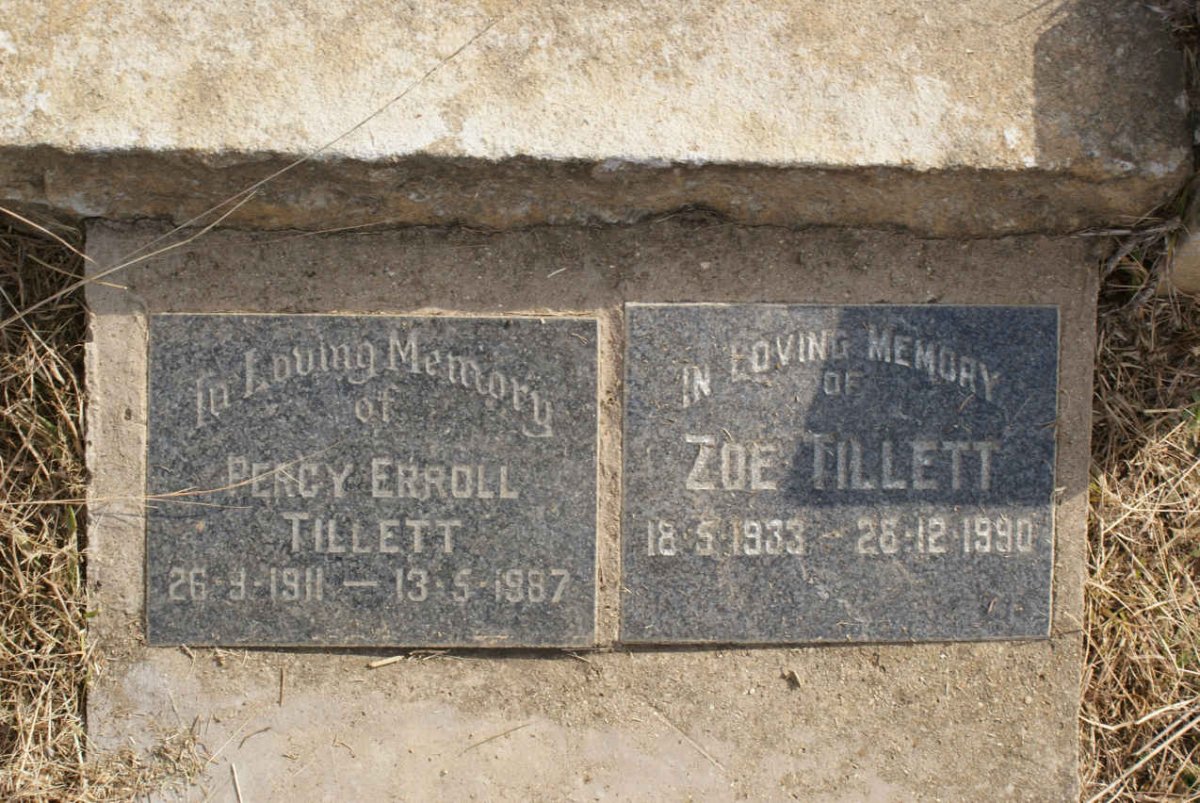 In Loving Memory
of
PERCY ERROLL
TILLETT
26·3·1911 — 13·5·1987
IN LOVING MEMORY
OF
ZOE TILLETT
18·5·1933 — 28·12·1990